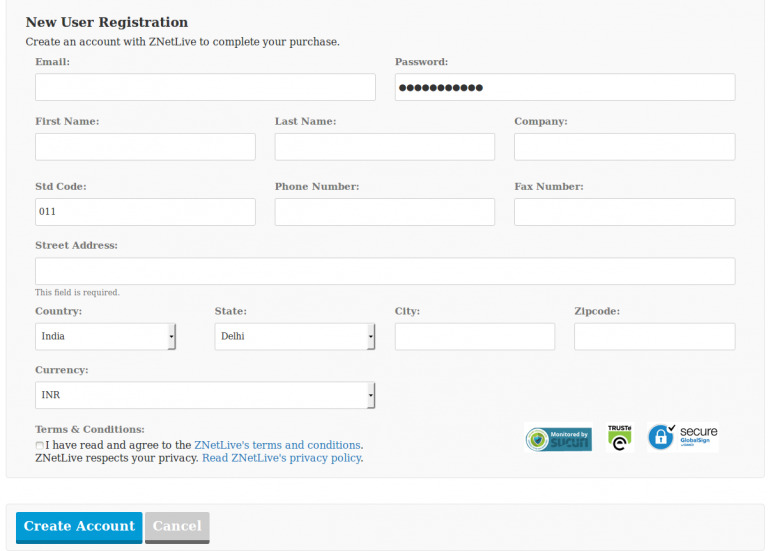 New User Registration
Create an account with ZNetLive to complete your purchase.
Email: Password:
●●●●●●●●●●●
First Name: Last Name: Company:
Std Code: Phone Number: Fax Number:
011
Street Address:
This field is required.
Country: State: City: Zipcode:
India Delhi
Currency:
INR
Terms & Conditions:
I have read and agree to the ZNetLive's terms and conditions.
ZNetLive respects your privacy. Read ZNetLive's privacy policy.
Monitored by
sucuri
TRUSTe
secure
GlobalSign
Create Account Cancel